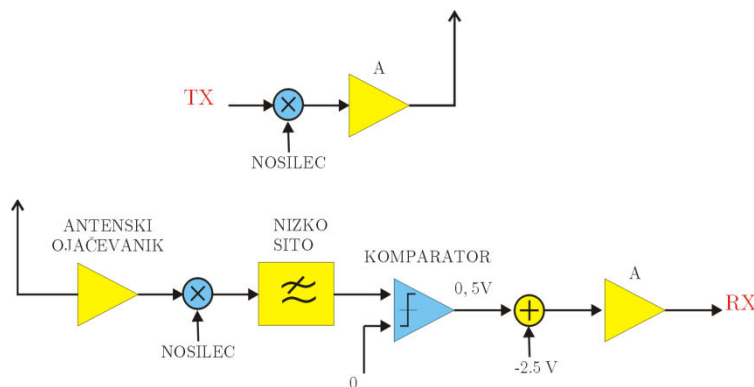 A
TX
NOSILEC
ANTENSKI
OJAČEVANIK
NIZKO
SITO
KOMPARATOR
0, 5V
A
RX
NOSILEC
0
-2.5 V